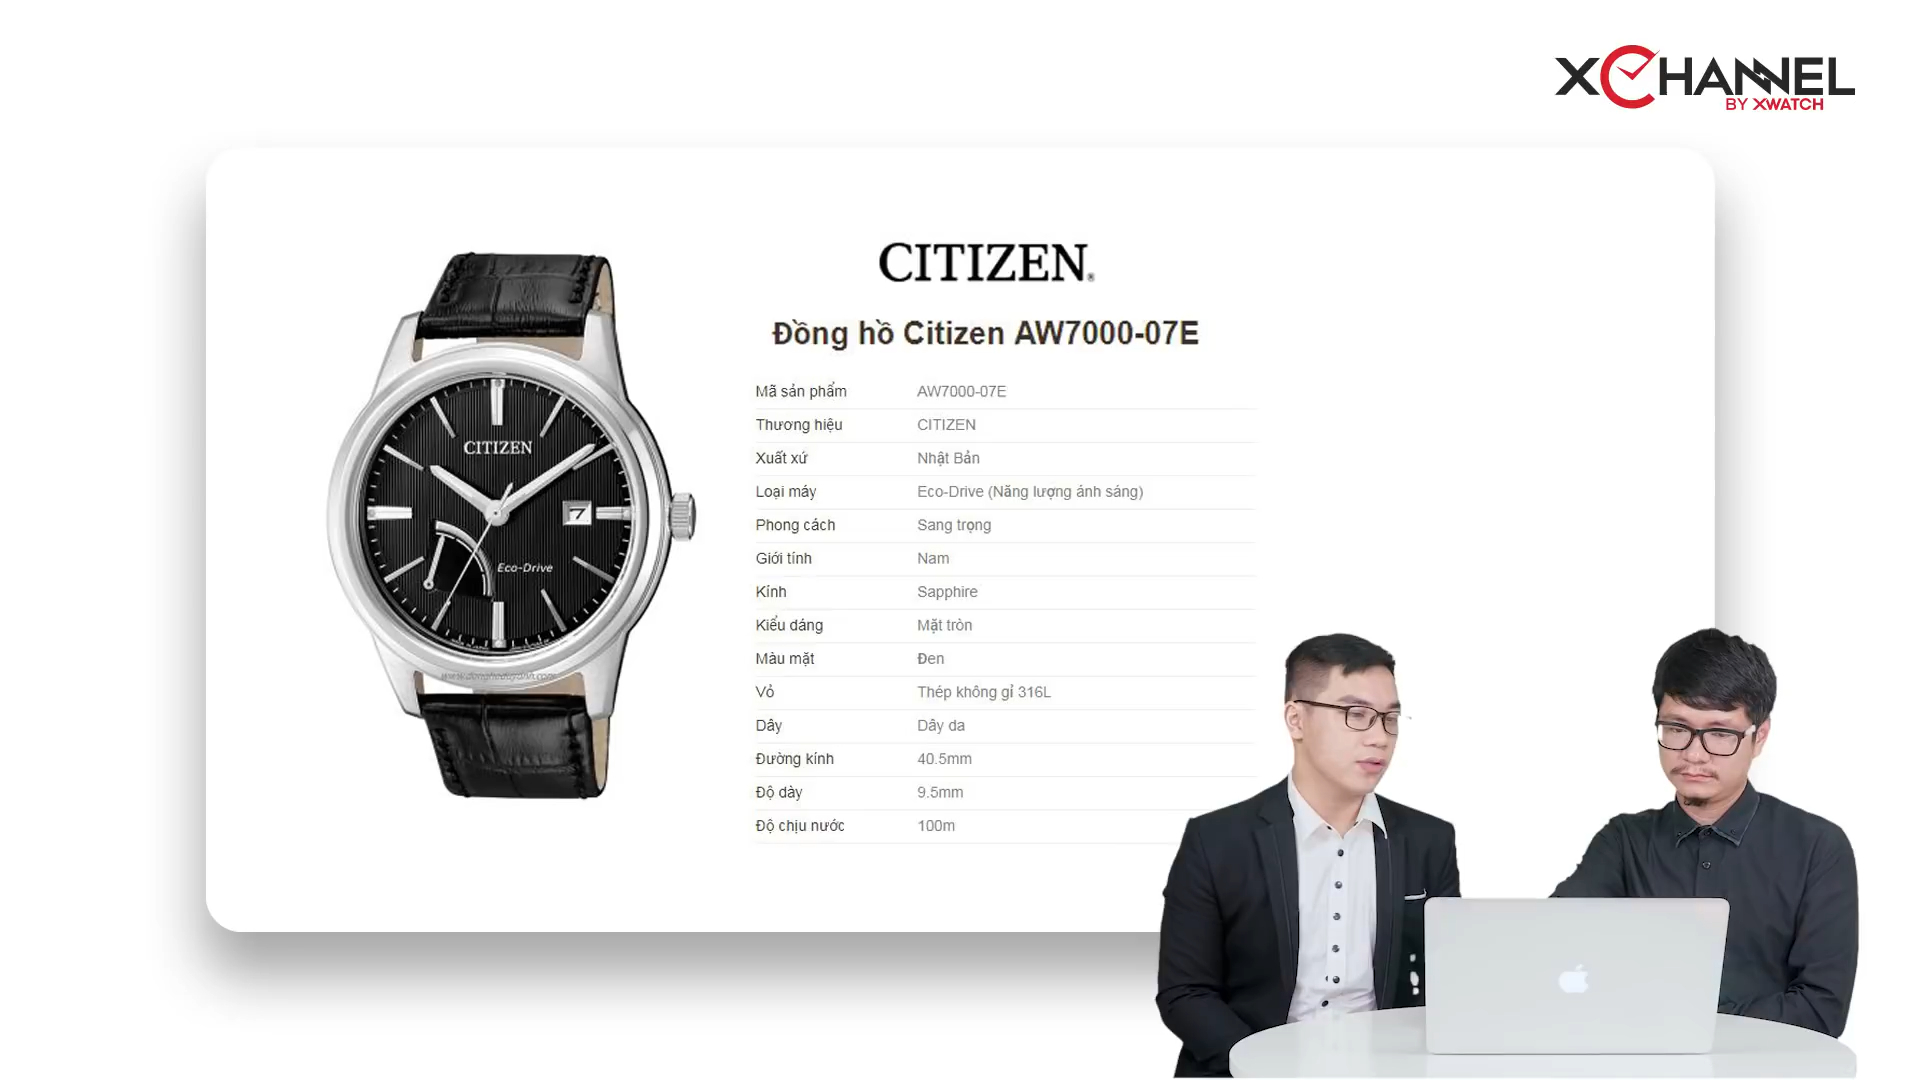 XCHANNEL
BY XWATCH
CITIZEN
Đồng hồ Citizen AW7000-07E
Mã sản phẩm AW7000-07E
Thương hiệu CITIZEN
Xuất xứ Nhật Bản
Loại máy Eco-Drive (Năng lượng ánh sáng)
Phong cách Sang trọng
Giới tính Nam
Kính Sapphire
Kiểu dáng Mặt tròn
Màu mặt Đen
Vỏ Thép không gỉ 316L
Dây Dây da
Đường kính 40.5mm
Độ dày 9.5mm
Độ chịu nước 100m
CITIZEN
7
Eco-Drive